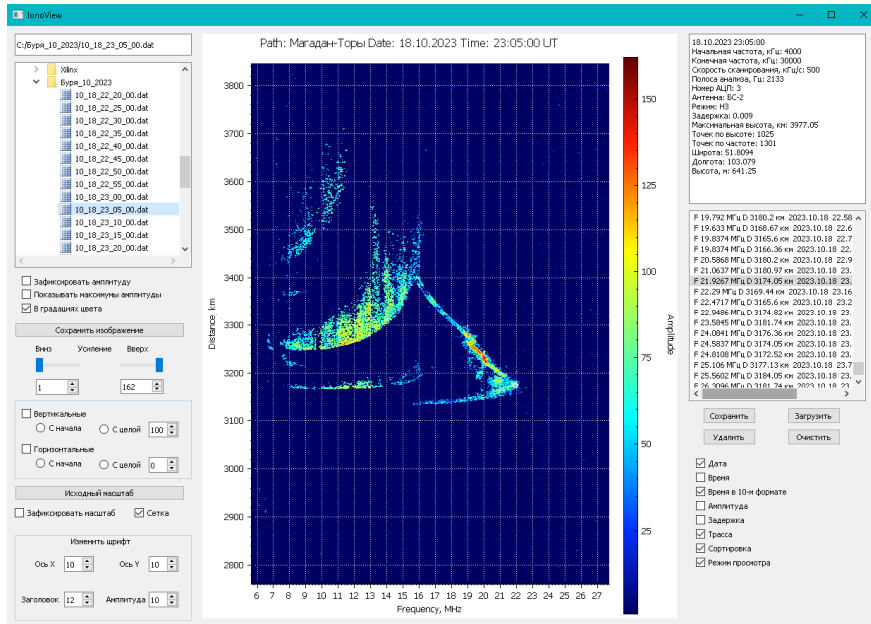 IonoView
C:/Буря_10_2023/10_18_23_05_00.dat
Xilinx
Буря_10_2023
10_18_22_20_00.dat
10_18_22_25_00.dat
10_18_22_30_00.dat
10_18_22_35_00.dat
10_18_22_40_00.dat
10_18_22_45_00.dat
10_18_22_50_00.dat
10_18_22_55_00.dat
10_18_23_00_00.dat
10_18_23_05_00.dat
10_18_23_10_00.dat
10_18_23_15_00.dat
10_18_23_20_00.dat
Зафиксировать амплитуду
Показывать максимумы амплитуды
В градациях цвета
Сохранить изображение
Вниз Усиление Вверх
1 162
Вертикальные
С начала С целой 100
Горизонтальные
С начала С целой 0
Исходный масштаб
Зафиксировать масштаб Сетка
Изменить шрифт
Ось X 10 Ось Y 10
Заголовок 12 Амплитуда 10
Path: Магадан-Торы Date: 18.10.2023 Time: 23:05:00 UT
Distance, km
3800
3700
3600
3500
3400
3300
3200
3100
3000
2900
2800
6 7 8 9 10 11 12 13 14 15 16 17 18 19 20 21 22 23 24 25 26 27
Frequency, MHz
150
125
100
75
50
25
Amplitude
18.10.2023 23:05:00
Начальная частота, кГц: 4000
Конечная частота, кГц: 30000
Скорость сканирования, кГц/с: 500
Полоса анализа, Гц: 2133
Номер АЦП: 3
Антенна: БС-2
Режим: НЗ
Задержка: 0.009
Максимальная высота, км: 3977.05
Точек по высоте: 1025
Точек по частоте: 1301
Широта: 51.8094
Долгота: 103.079
Высота, м: 641.25
F 19.792 МГц D 3180.2 км 2023.10.18 22.58
F 19.633 МГц D 3168.67 км 2023.10.18 22.6
F 19.8374 МГц D 3165.6 км 2023.10.18 22.7
F 19.8374 МГц D 3166.36 км 2023.10.18 22.
F 20.5868 МГц D 3180.2 км 2023.10.18 22.9
F 21.0637 МГц D 3180.97 км 2023.10.18 23.
F 21.9267 МГц D 3174.05 км 2023.10.18 23.
F 22.29 МГц D 3169.44 км 2023.10.18 23.16
F 22.4717 МГц D 3165.6 км 2023.10.18 23.2
F 22.9486 МГц D 3174.82 км 2023.10.18 23.
F 23.5845 МГц D 3181.74 км 2023.10.18 23.
F 24.0841 МГц D 3176.36 км 2023.10.18 23.
F 24.5837 МГц D 3174.05 км 2023.10.18 23.
F 24.8108 МГц D 3172.52 км 2023.10.18 23.
F 25.106 МГц D 3177.13 км 2023.10.18 23.7
F 25.5602 МГц D 3184.05 км 2023.10.18 23.
F 26.3096 МГц D 3181.74 км 2023.10.18 23.
Сохранить Загрузить
Удалить Очистить
Дата
Время
Время в 10-м формате
Амплитуда
Задержка
Трасса
Сортировка
Режим просмотра